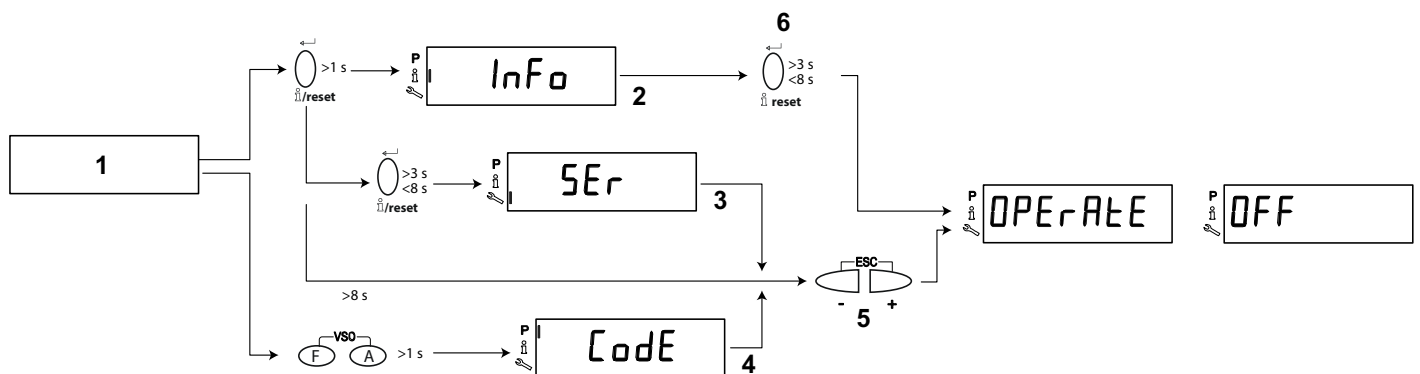 6
>1 s
i/reset
P
i
InFo
2
>3 s
<8 s
i reset
1
>3 s
<8 s
i/reset
P
i
SEr
3
P
i
OPErAtE
P
i
OFF
>8 s
ESC
- +
5
VSO
F A
>1 s
P
i
CodE
4